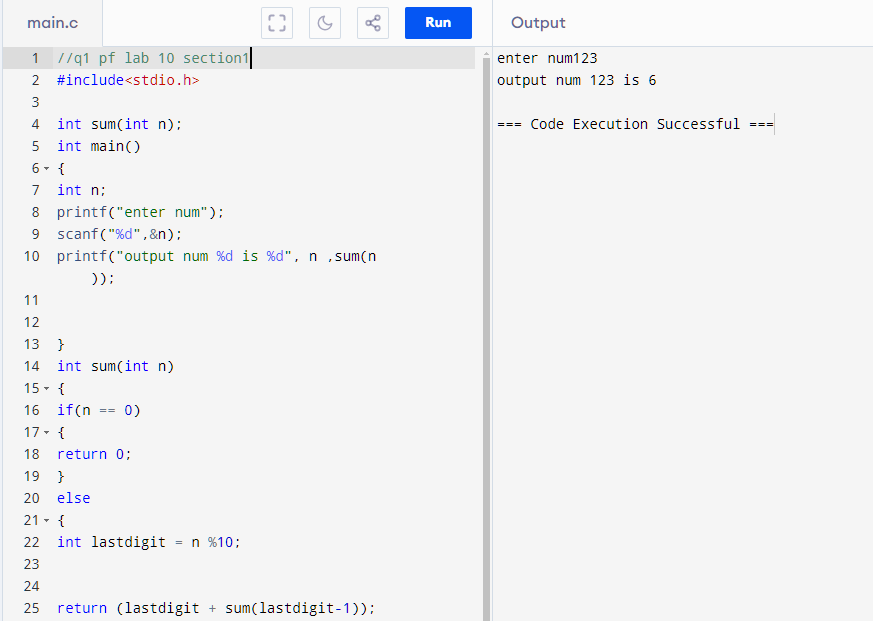 main.c
Run
Output
1 //q1 pf lab 10 section1
2 #include<stdio.h>
3
4 int sum(int n);
5 int main()
6 {
7 int n;
8 printf("enter num");
9 scanf("%d",&n);
10 printf("output num %d is %d", n ,sum(n
));
11
12
13 }
14 int sum(int n)
15 {
16 if(n == 0)
17 {
18 return 0;
19 }
20 else
21 {
22 int lastdigit = n %10;
23
24
25 return (lastdigit + sum(lastdigit-1));
enter num123
output num 123 is 6
=== Code Execution Successful ===